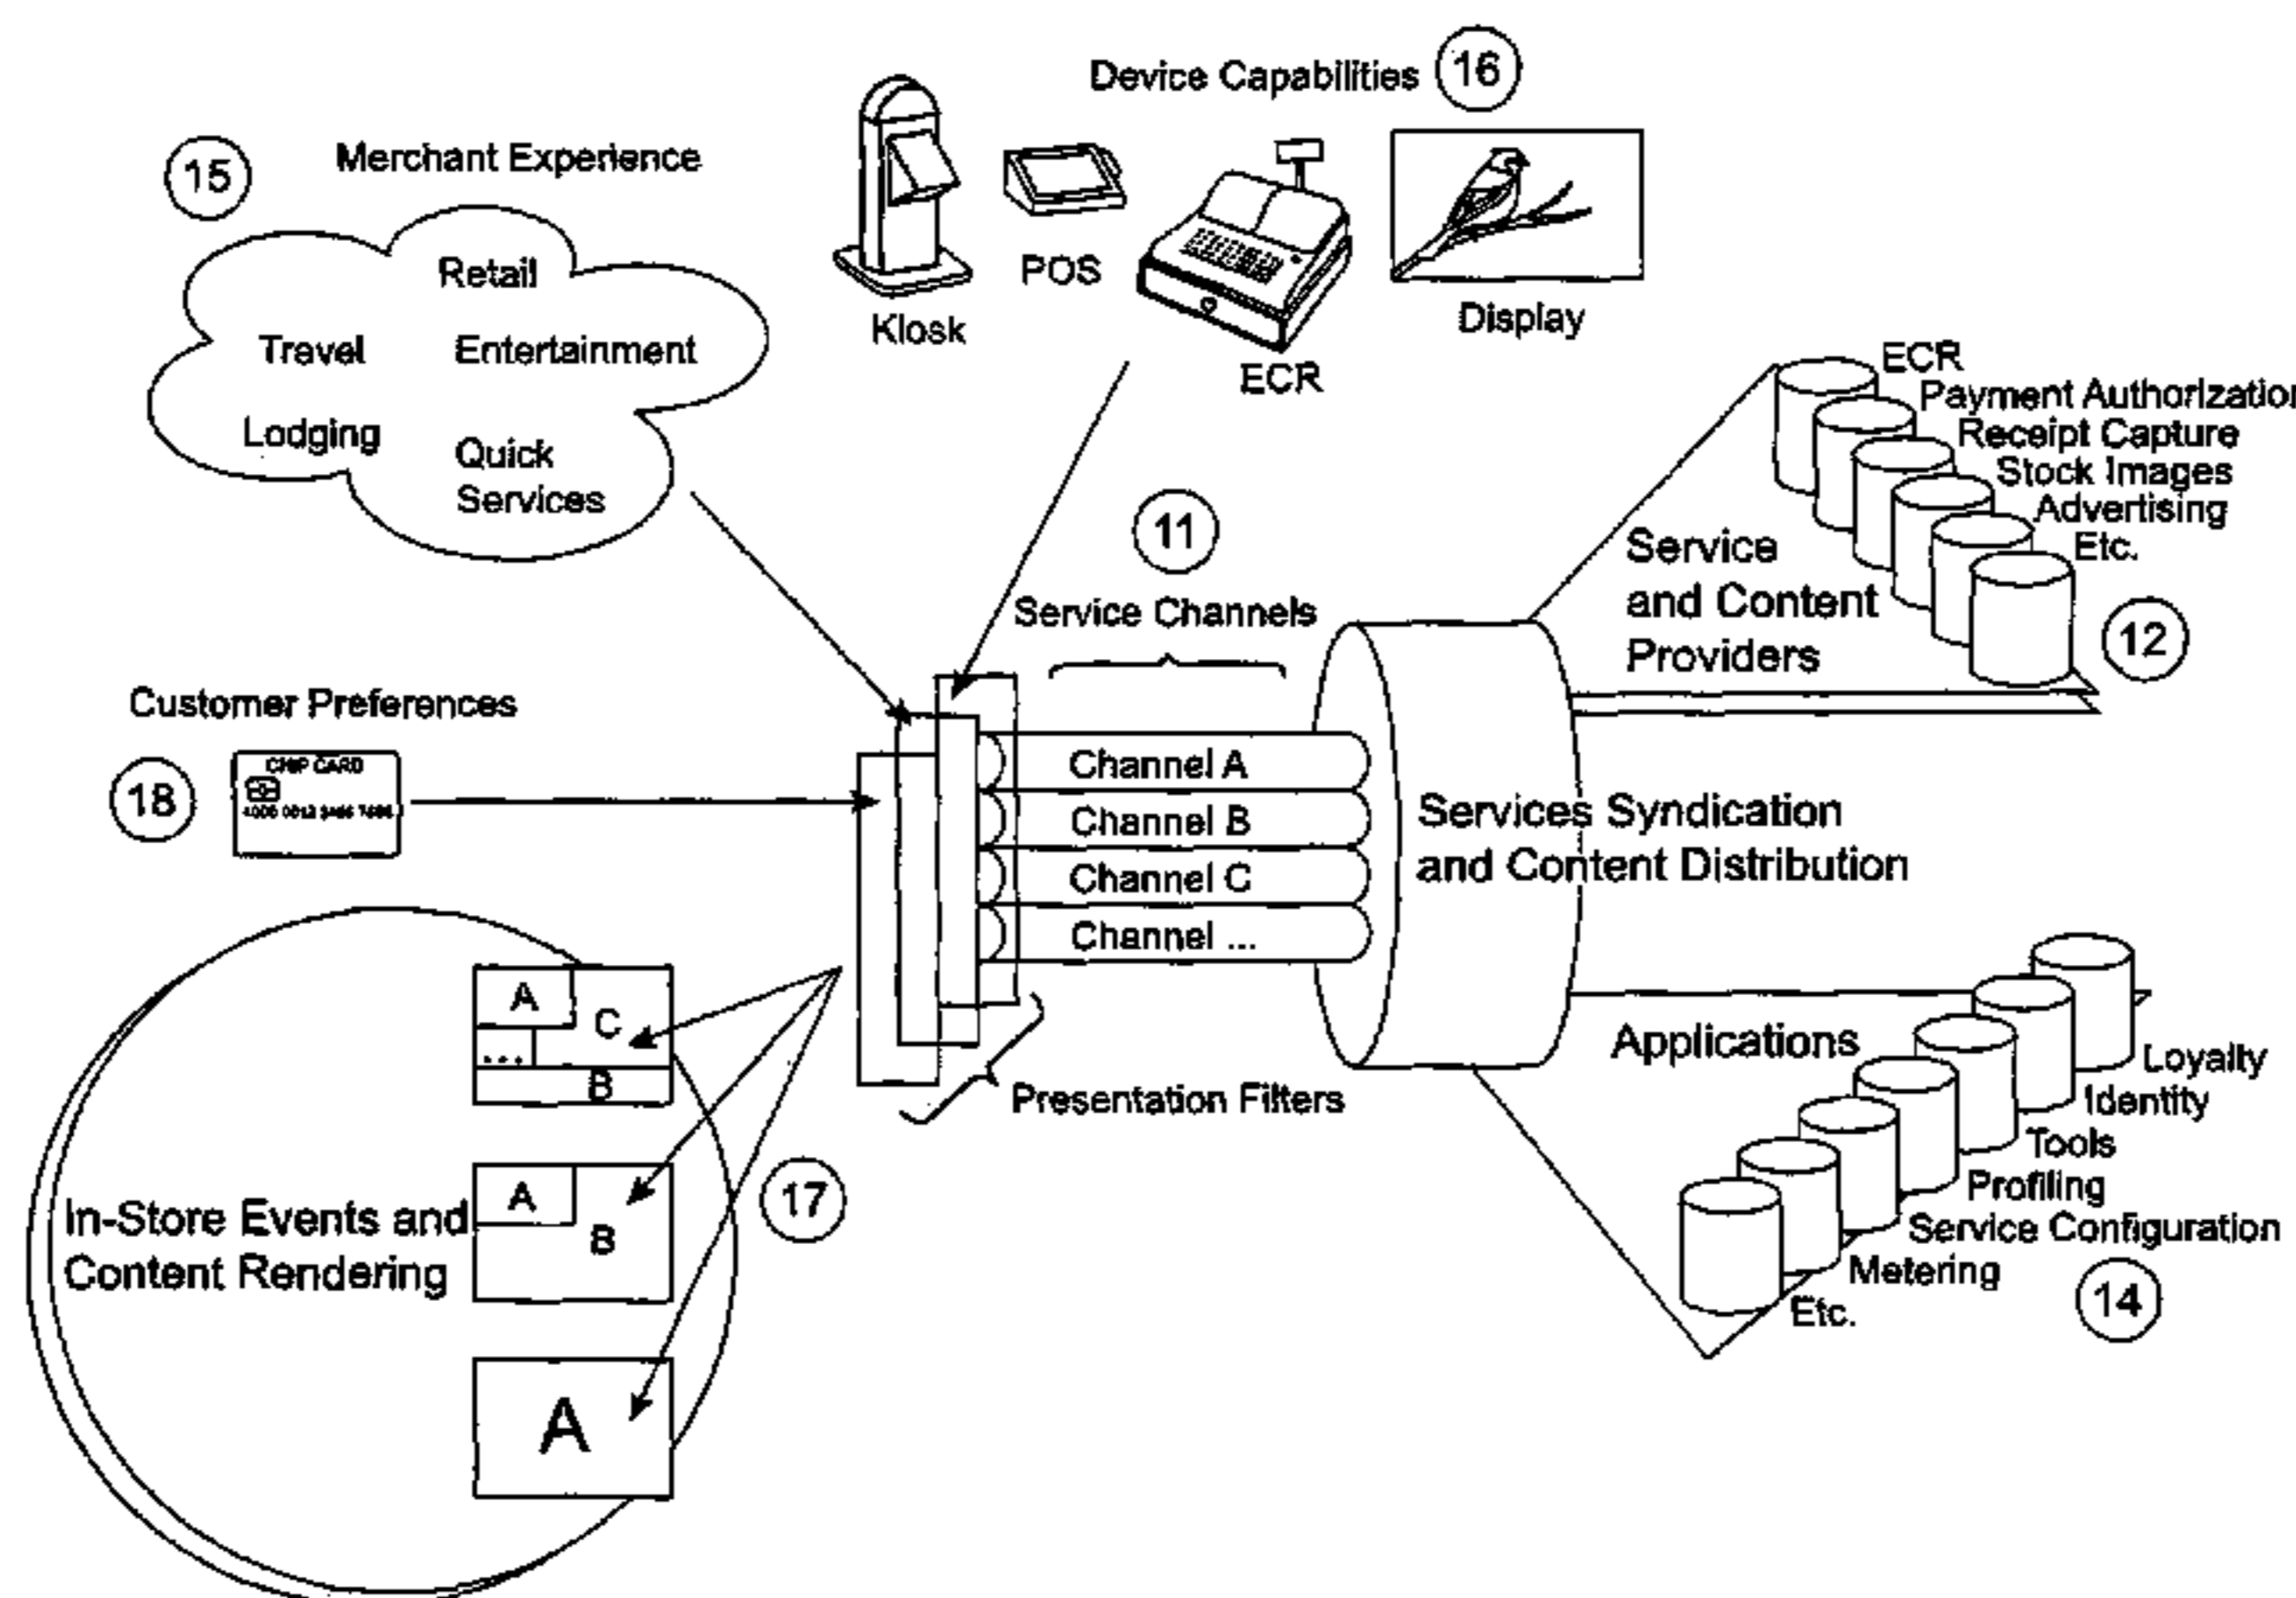 Device Capabilities 16
15 Merchant Experience
Retail
Travel Entertainment
Lodging Quick
Services
Kiosk
POS
ECR
Display
ECR
Payment Authorization
Receipt Capture
Stock Images
Advertising
Etc.
Service
and Content
Providers
12
11
Service Channels
Customer Preferences
18
CHIP CARD
Channel A
Channel B
Channel C
Channel ...
Services Syndication
and Content Distribution
Presentation Filters
Applications
Loyalty
Identity
Tools
Profiling
Service Configuration
Metering
Etc.
14
In-Store Events and
Content Rendering
A
C
...
B
17
A
B
A